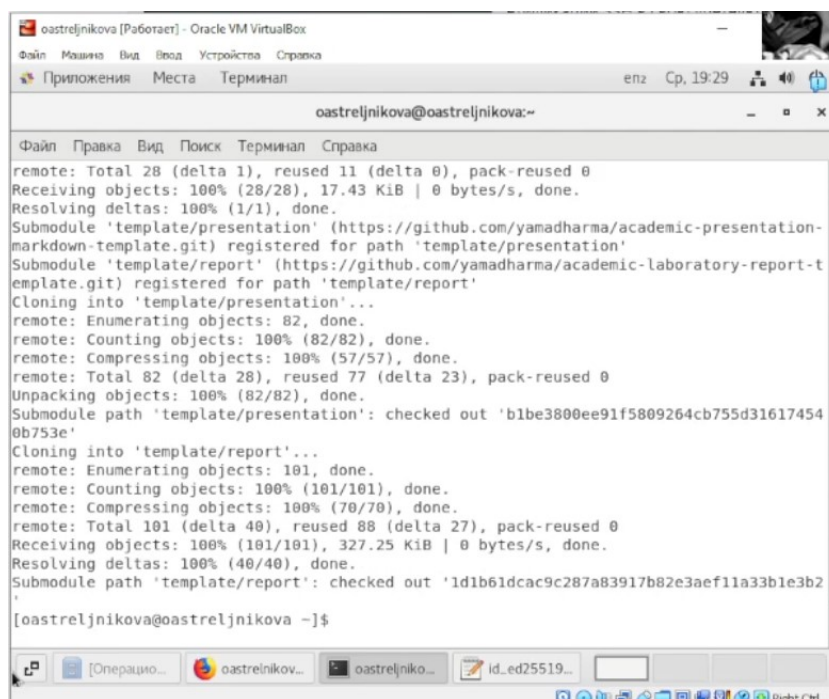 oastreljnikova [Работает] - Oracle VM VirtualBox
Файл Машина Вид Ввод Устройства Справка
Приложения Места Терминал en2 Ср, 19:29
oastreljnikova@oastreljnikova:~
Файл Правка Вид Поиск Терминал Справка
remote: Total 28 (delta 1), reused 11 (delta 0), pack-reused 0
Receiving objects: 100% (28/28), 17.43 KiB | 0 bytes/s, done.
Resolving deltas: 100% (1/1), done.
Submodule 'template/presentation' (https://github.com/yamadharma/academic-presentation-
markdown-template.git) registered for path 'template/presentation'
Submodule 'template/report' (https://github.com/yamadharma/academic-laboratory-report-t
emplate.git) registered for path 'template/report'
Cloning into 'template/presentation'...
remote: Enumerating objects: 82, done.
remote: Counting objects: 100% (82/82), done.
remote: Compressing objects: 100% (57/57), done.
remote: Total 82 (delta 28), reused 77 (delta 23), pack-reused 0
Unpacking objects: 100% (82/82), done.
Submodule path 'template/presentation': checked out 'b1be3800ee91f5809264cb755d31617454
0b753e'
Cloning into 'template/report'...
remote: Enumerating objects: 101, done.
remote: Counting objects: 100% (101/101), done.
remote: Compressing objects: 100% (70/70), done.
remote: Total 101 (delta 40), reused 88 (delta 27), pack-reused 0
Receiving objects: 100% (101/101), 327.25 KiB | 0 bytes/s, done.
Resolving deltas: 100% (40/40), done.
Submodule path 'template/report': checked out '1d1b61dcac9c287a83917b82e3aef11a33b1e3b2
'
[oastreljnikova@oastreljnikova ~]$
[Операцио... oastrelnikov... oastreljniko... id_ed25519...
Right Ctrl